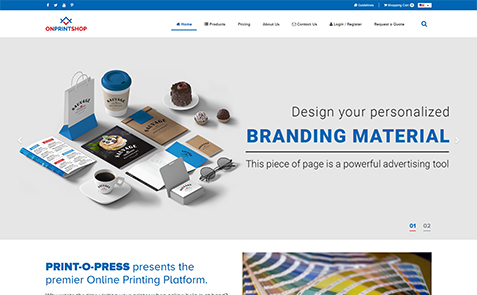 Guidelines Shopping Cart 0
ONPRINTSHOP
Home Products Pricing About Us Contact Us Login / Register Request a Quote
Design your personalized
BRANDING MATERIAL
This piece of page is a powerful advertising tool
SAUVAGE
01 02
PRINT-O-PRESS presents the
premier Online Printing Platform.